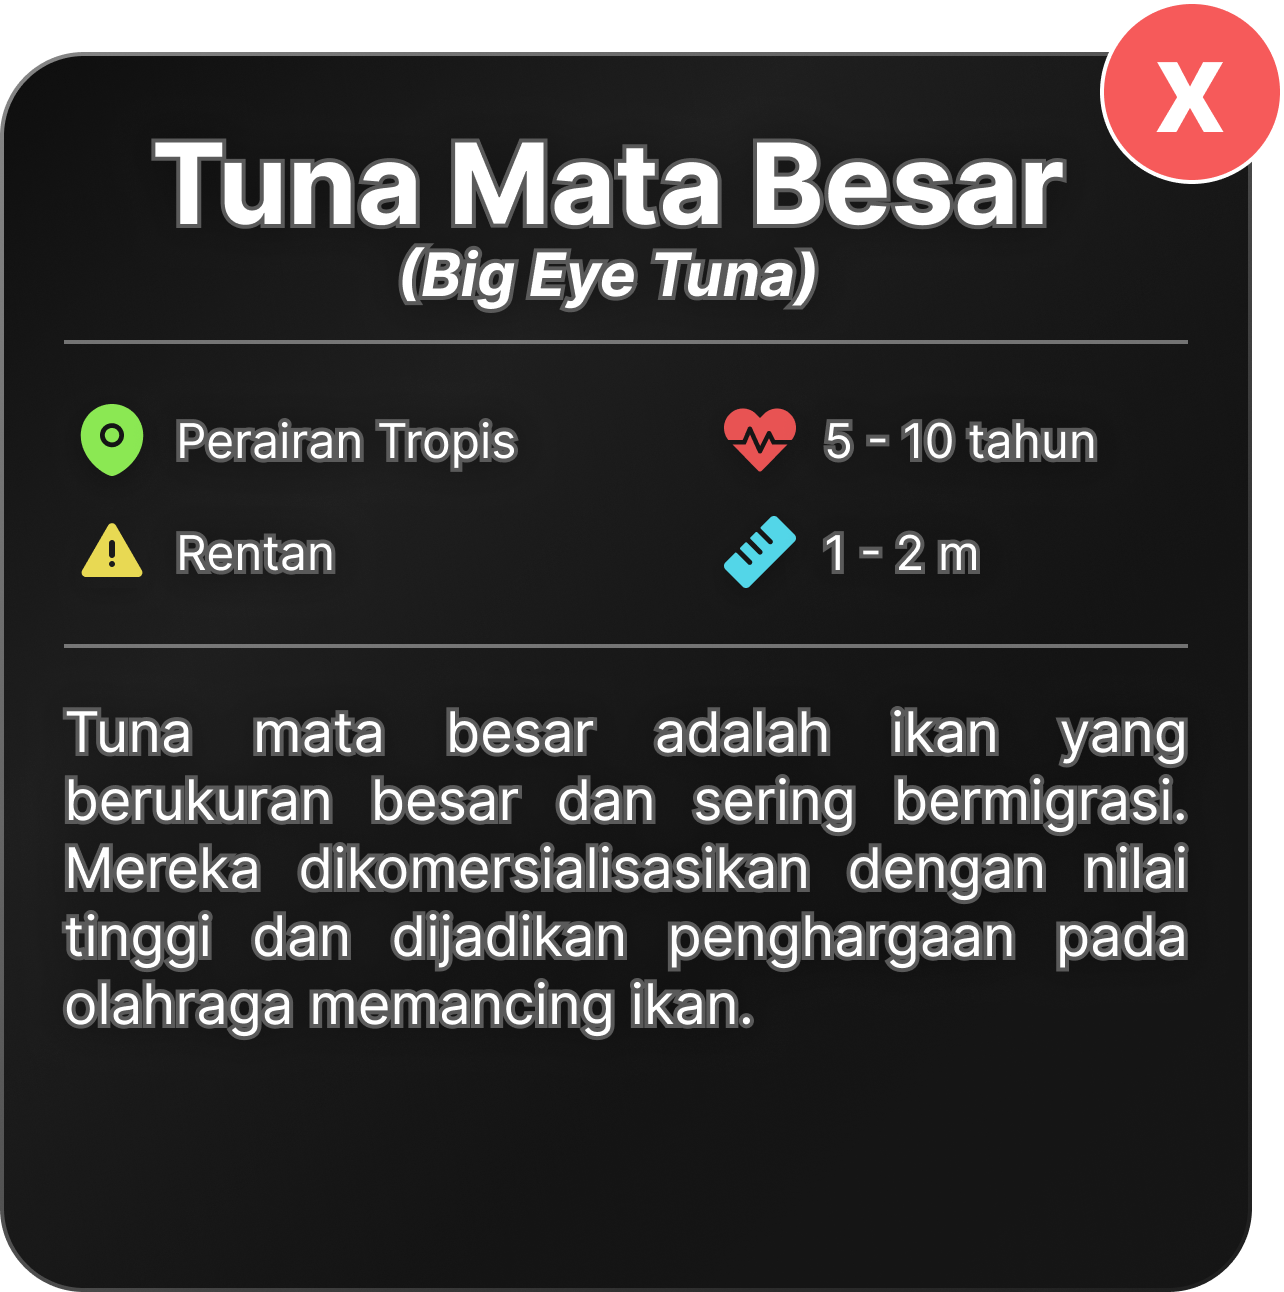 X
Tuna Mata Besar
(Big Eye Tuna)
Perairan Tropis
5 - 10 tahun
Rentan
1 - 2 m
Tuna mata besar adalah ikan yang
berukuran besar dan sering bermigrasi.
Mereka dikomersialisasikan dengan nilai
tinggi dan dijadikan penghargaan pada
olahraga memancing ikan.